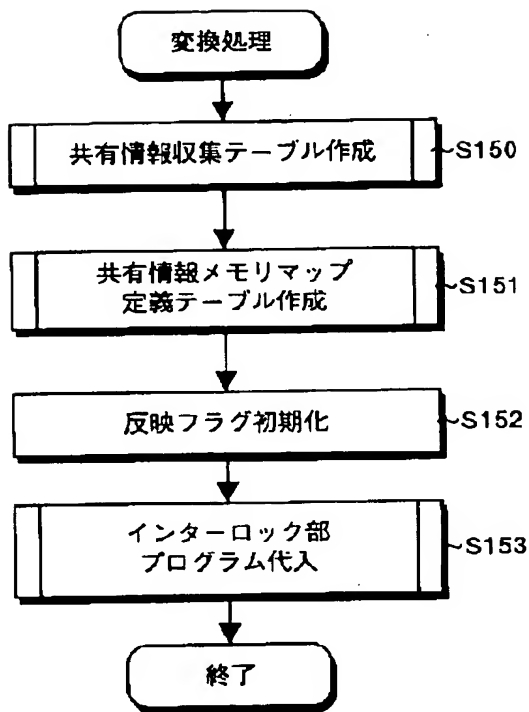 変換処理
共有情報収集テーブル作成
S150
共有情報メモリマップ
定義テーブル作成
S151
反映フラグ初期化
S152
インターロック部
プログラム代入
S153
終了